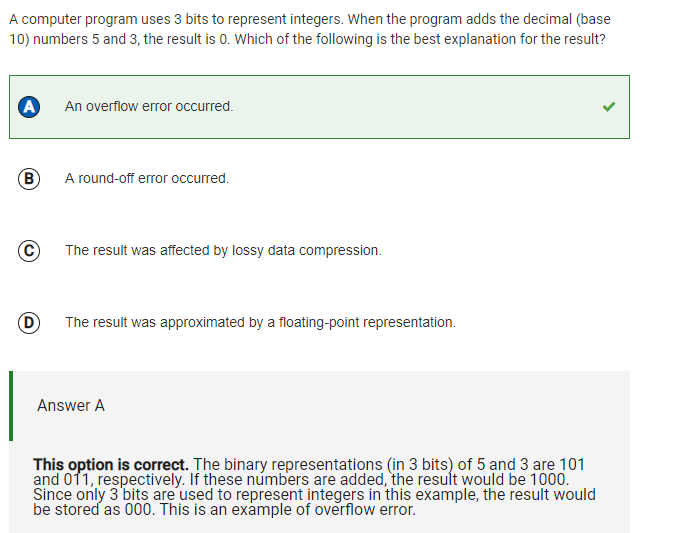 A computer program uses 3 bits to represent integers. When the program adds the decimal (base
10) numbers 5 and 3, the result is 0. Which of the following is the best explanation for the result?
A An overflow error occurred.
B A round-off error occurred.
C The result was affected by lossy data compression.
D The result was approximated by a floating-point representation.
Answer A
This option is correct. The binary representations (in 3 bits) of 5 and 3 are 101
and 011, respectively. If these numbers are added, the result would be 1000.
Since only 3 bits are used to represent integers in this example, the result would
be stored as 000. This is an example of overflow error.